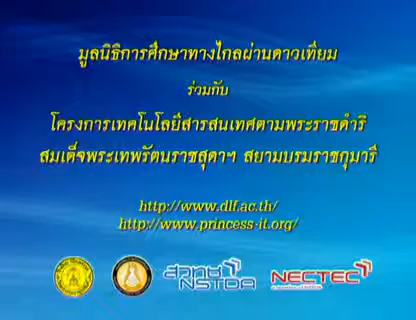 มูลนิธิการศึกษาทางไกลผ่านดาวเทียม
ร่วมกับ
โครงการเทคโนโลยีสารสนเทศตามพระราชดำริ
สมเด็จพระเทพรัตนราชสุดาฯ สยามบรมราชกุมารี
http://www.dlf.ac.th/
http://www.princess-it.org/
สวทช
NSTDA
NECTEC